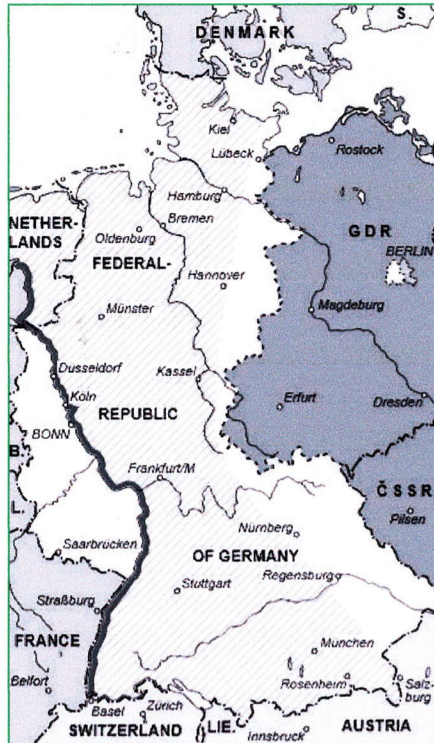 S.
DENMARK
Kiel
Rostock
Lübeck
Hamburg
NETHER-
LANDS
Bremen
Oldenburg
GDR
BERLIN
FEDERAL-
Hannover
Münster
Magdeburg
Düsseldorf
Kassel
Köln
Erfurt
Dresden
REPUBLIC
BONN
B.
Frankfurt/M
ČSSR
L.
Pilsen
Nürnberg
Saarbrücken
OF GERMANY
Regensburg
Stuttgart
Straßburg
FRANCE
München
Belfort
Rosenheim
Salz-
burg
Basel
Zürich
SWITZERLAND
LIE.
AUSTRIA
Innsbruck